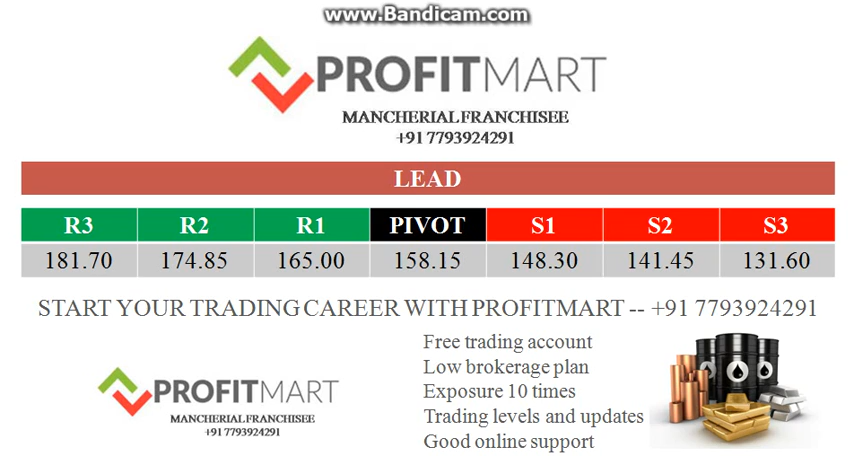 www.Bandicam.com
PROFITMART
MANCHERIAL FRANCHISEE
+91 7793924291
LEAD
R3 R2 R1 PIVOT S1 S2 S3
181.70 174.85 165.00 158.15 148.30 141.45 131.60
START YOUR TRADING CAREER WITH PROFITMART -- +91 7793924291
Free trading account
Low brokerage plan
Exposure 10 times
Trading levels and updates
Good online support
PROFITMART
MANCHERIAL FRANCHISEE
+91 7793924291